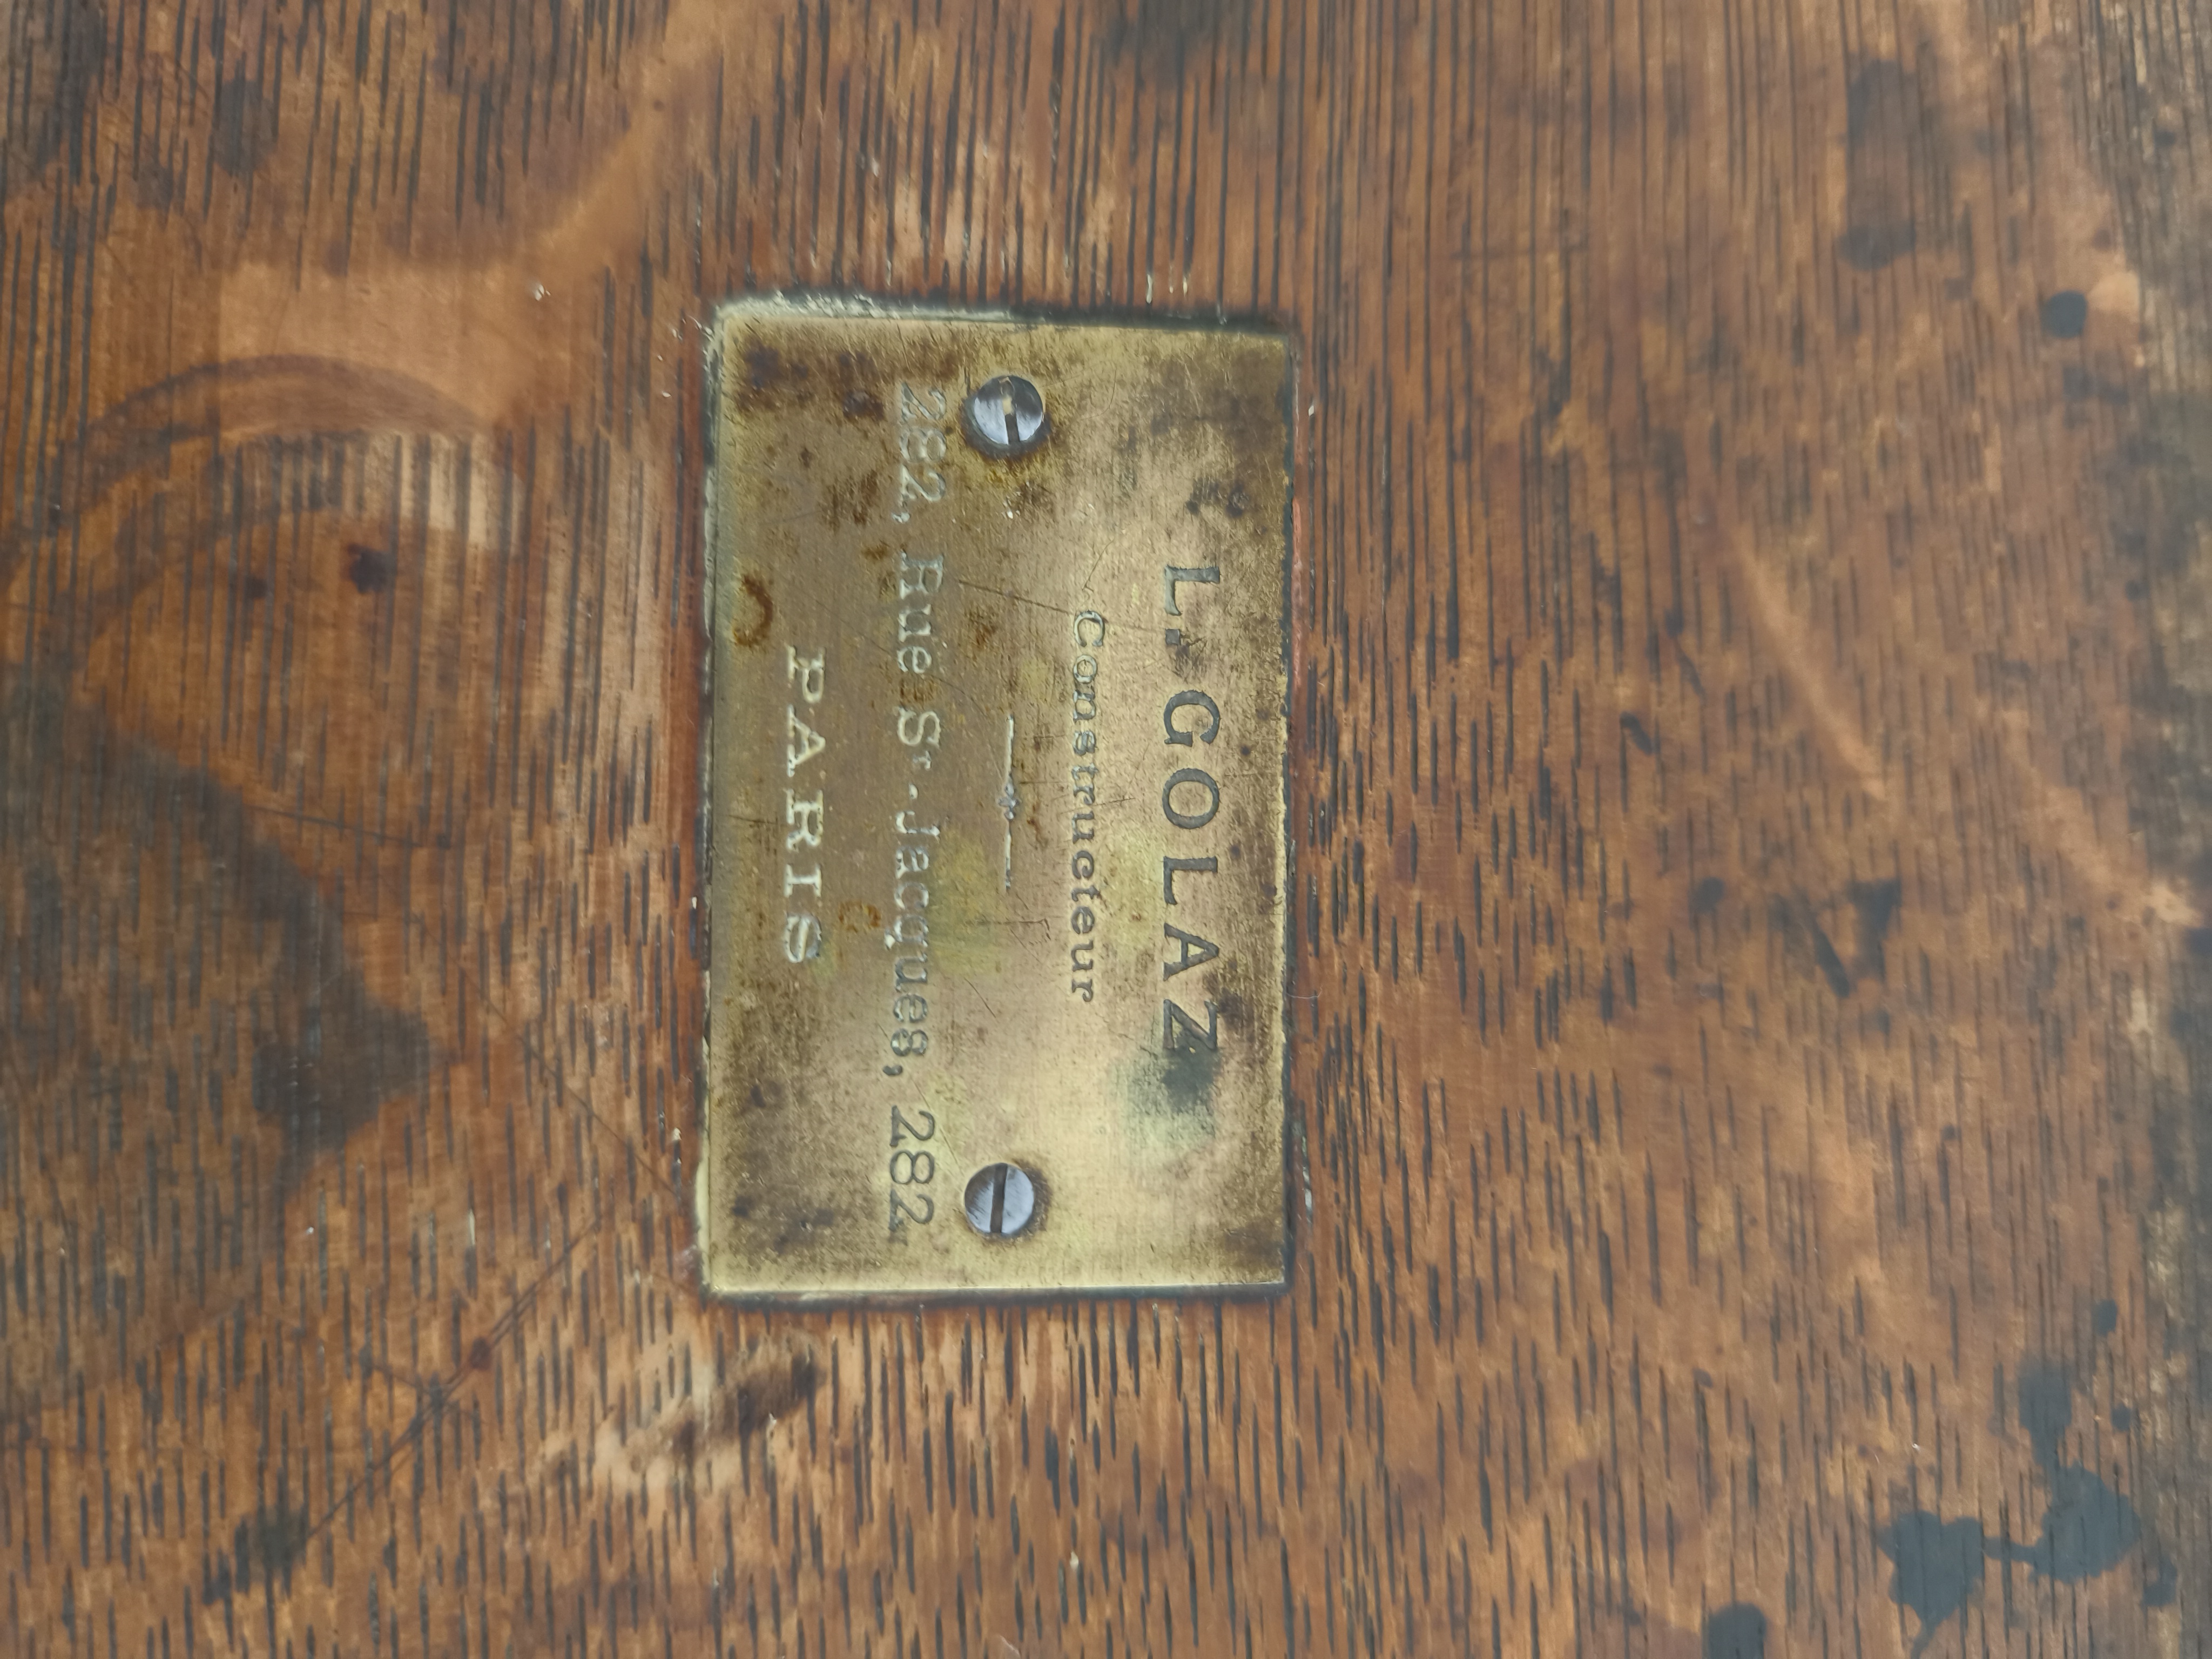 L. GOLAZ
Constructeur
282, Rue St. Jacques, 282,
PARIS